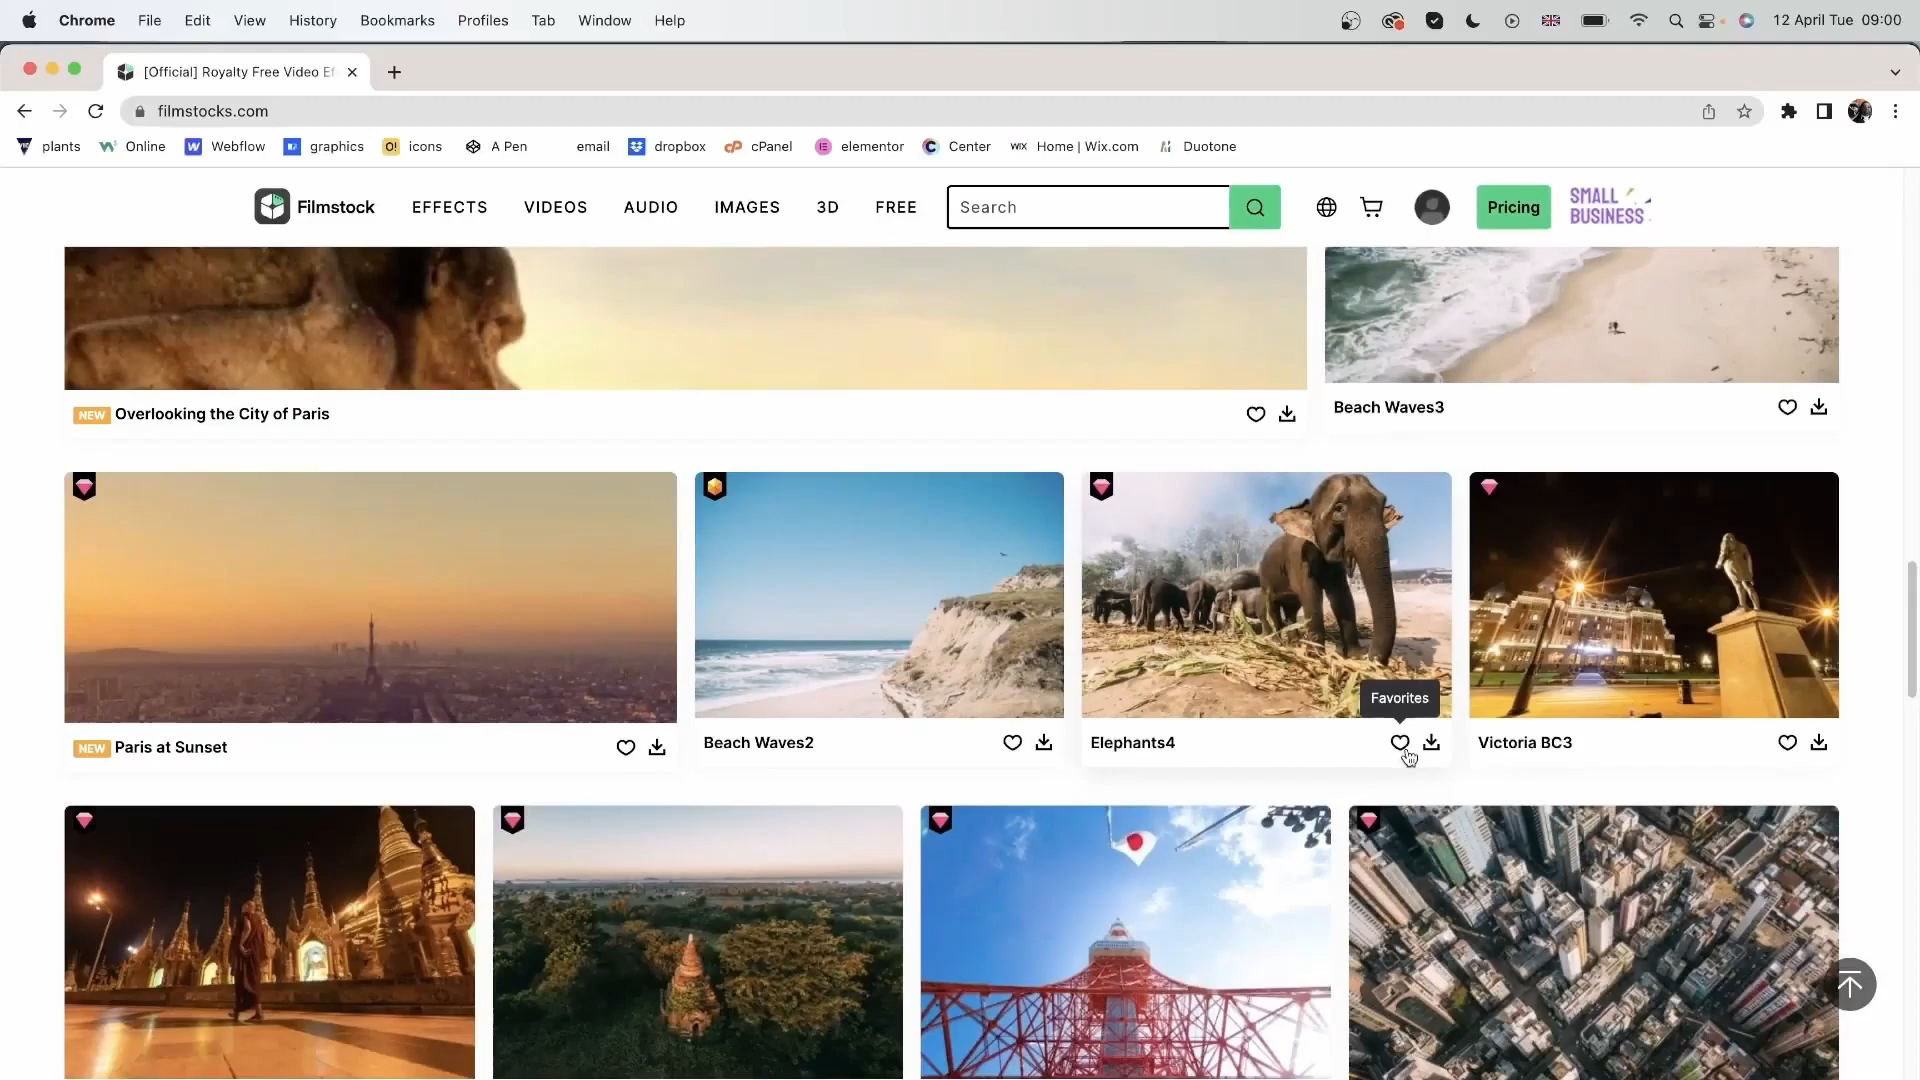 Chrome File Edit View History Bookmarks Profiles Tab Window Help 12 April Tue 09:00
[Official] Royalty Free Video Ef
filmstocks.com
plants Online Webflow graphics icons A Pen email dropbox cPanel elementor Center Home | Wix.com Duotone
Filmstock EFFECTS VIDEOS AUDIO IMAGES 3D FREE Search Pricing SMALL
BUSINESS
NEW Overlooking the City of Paris
Beach Waves3
Favorites
NEW Paris at Sunset
Beach Waves2
Elephants4
Victoria BC3